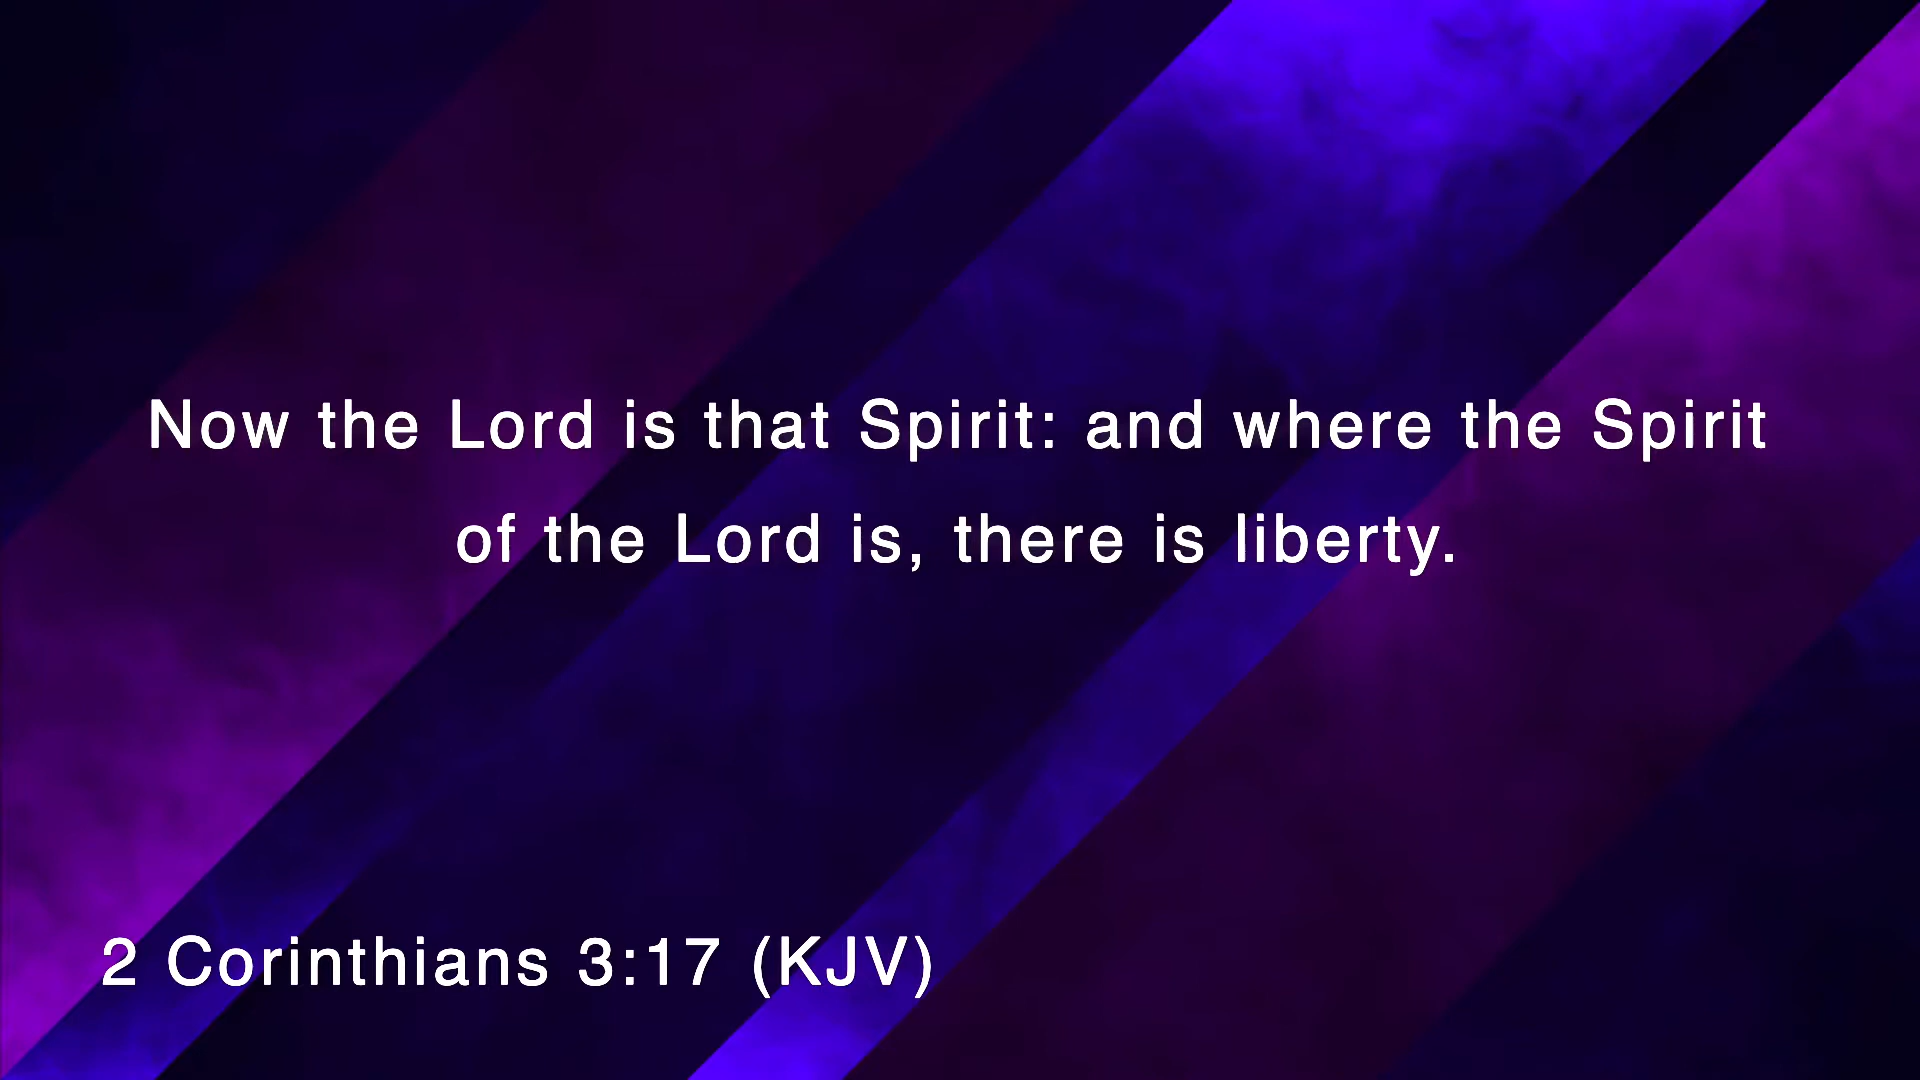 Now the Lord is that Spirit: and where the Spirit
of the Lord is, there is liberty.
2 Corinthians 3:17 (KJV)